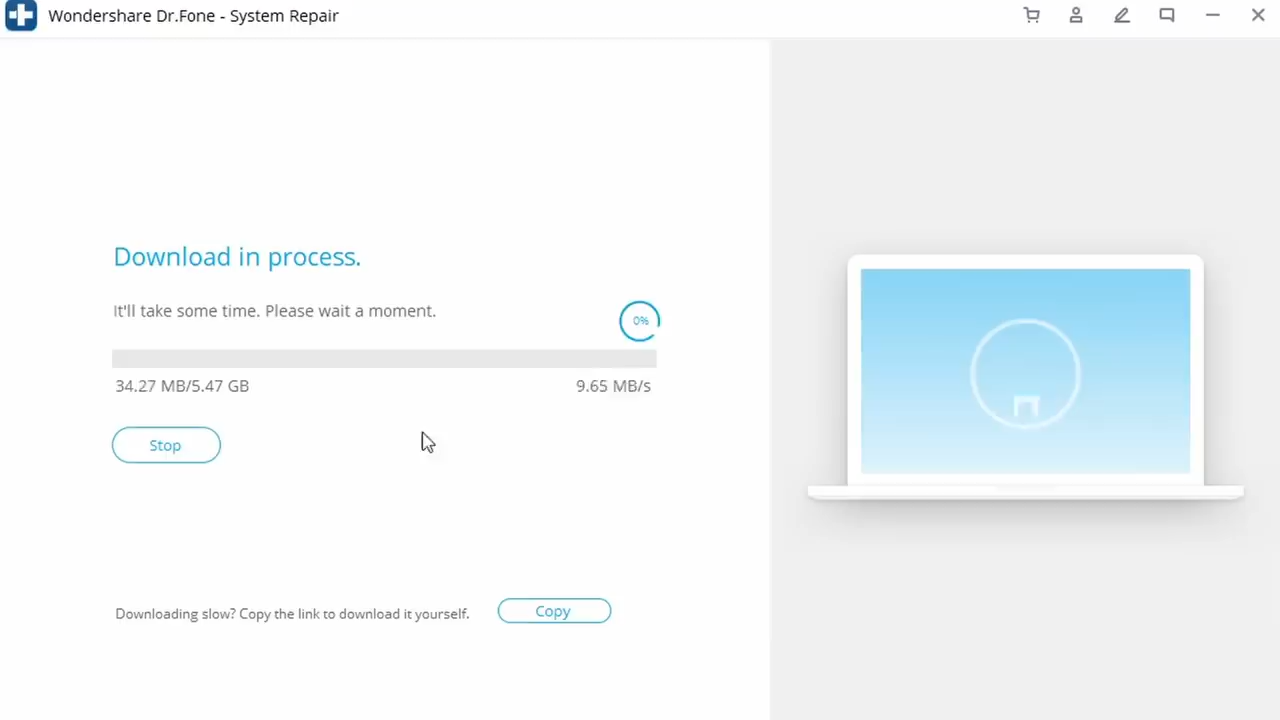 Wondershare Dr.Fone - System Repair
Download in process.
It'll take some time. Please wait a moment.
0%
34.27 MB/5.47 GB
9.65 MB/s
Stop
Downloading slow? Copy the link to download it yourself.
Copy